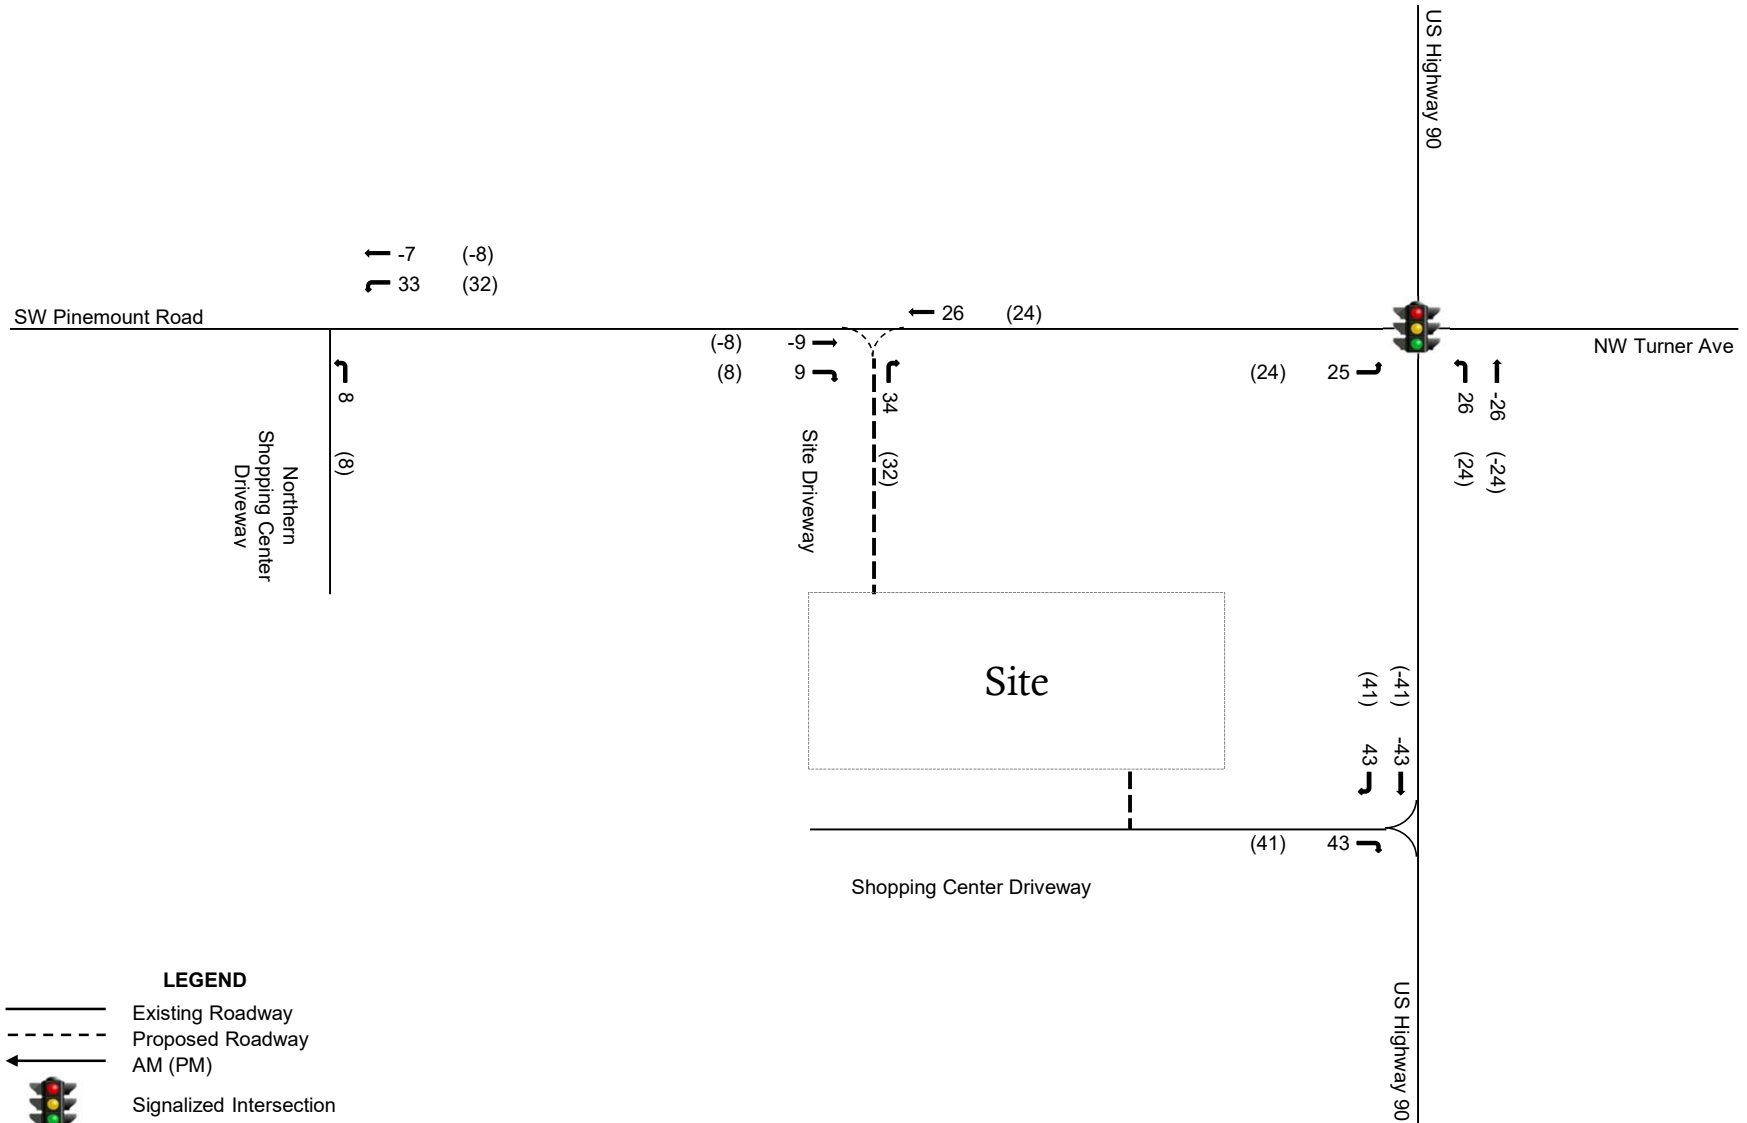 US Highway 90
-7 (-8)
33 (32)
SW Pinemount Road
26 (24)
(-8) -9
NW Turner Ave
(8) 9
(24) 25
8 (8)
34 (32)
26 (24)
-26 (-24)
Northern
Shopping Center
Driveway
Site Driveway
Site
(41) 43
(-41) -43
(41) 43
Shopping Center Driveway
US Highway 90
LEGEND
Existing Roadway
Proposed Roadway
AM (PM)
Signalized Intersection